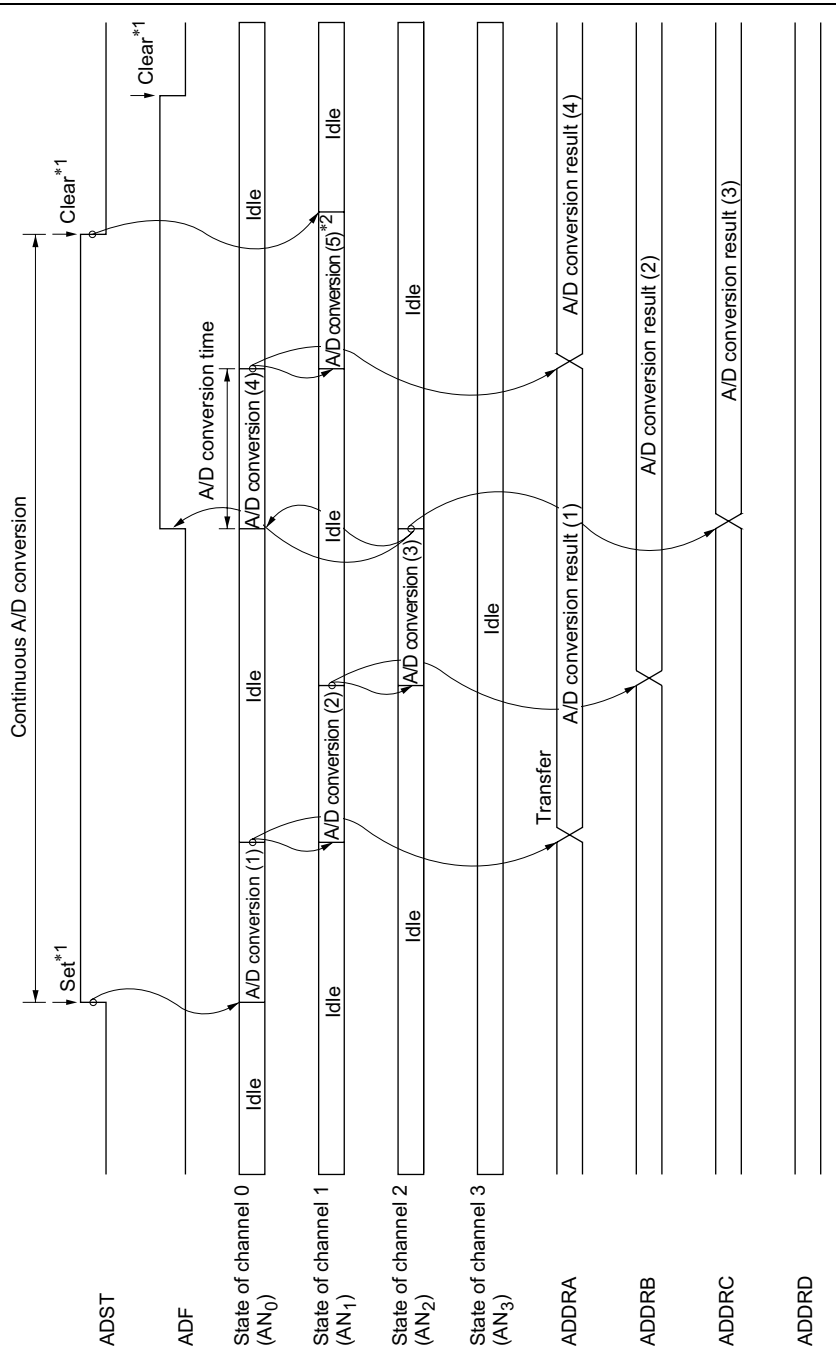 Continuous A/D conversion
Set*1
Clear*1
ADST
Clear*1
ADF
A/D conversion time
State of channel 0
(AN0)
Idle
A/D conversion (1)
Idle
A/D conversion (4)
Idle
State of channel 1
(AN1)
Idle
A/D conversion (2)
Idle
A/D conversion (5)*2
Idle
State of channel 2
(AN2)
Idle
A/D conversion (3)
Idle
State of channel 3
(AN3)
Idle
Transfer
ADDRA
A/D conversion result (1)
A/D conversion result (4)
ADDRB
A/D conversion result (2)
ADDRC
A/D conversion result (3)
ADDRD